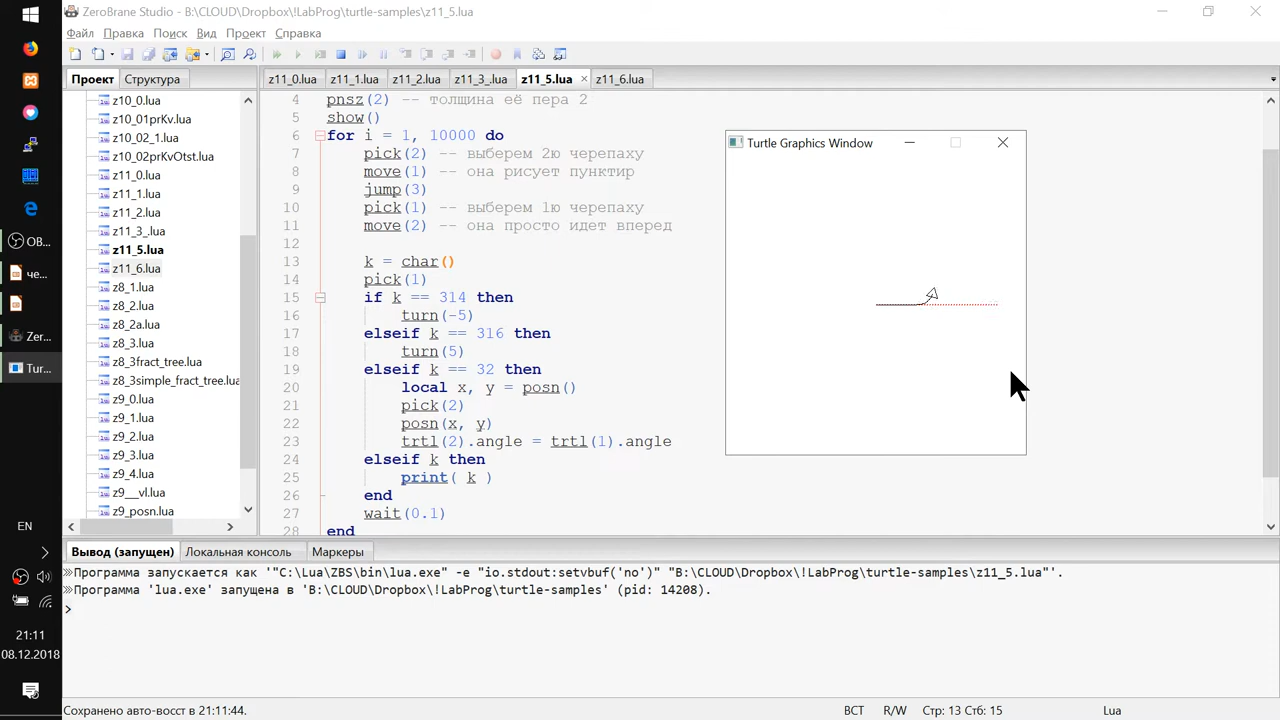 ZeroBrane Studio - B:\CLOUD\Dropbox\!LabProg\turtle-samples\z11_5.lua
Файл Правка Поиск Вид Проект Справка
Проект Структура
z11_0.lua z11_1.lua z11_2.lua z11_3_.lua z11_5.lua z11_6.lua
z10_0.lua
z10_01prKv.lua
z10_02_1.lua
z10_02prKvOtst.lua
z11_0.lua
z11_1.lua
z11_2.lua
z11_3_.lua
z11_5.lua
z11_6.lua
z8_1.lua
z8_2.lua
z8_2a.lua
z8_3.lua
z8_3fract_tree.lua
z8_3simple_fract_tree.lua
z9_0.lua
z9_1.lua
z9_2.lua
z9_3.lua
z9_4.lua
z9__vl.lua
z9_posn.lua
4 pnsz(2) -- толщина её пера 2
5 show()
6 for i = 1, 10000 do
7 pick(2) -- выберем 2ю черепаху
8 move(1) -- она рисует пунктир
9 jump(3)
10 pick(1) -- выберем 1ю черепаху
11 move(2) -- она просто идет вперед
12
13 k = char()
14 pick(1)
15 if k == 314 then
16 turn(-5)
17 elseif k == 316 then
18 turn(5)
19 elseif k == 32 then
20 local x, y = posn()
21 pick(2)
22 posn(x, y)
23 trtl(2).angle = trtl(1).angle
24 elseif k then
25 print( k )
26 end
27 wait(0.1)
28 end
Turtle Graphics Window
Вывод (запущен) Локальная консоль Маркеры
Программа запускается как '"C:\Lua\ZBS\bin\lua.exe" -e "io.stdout:setvbuf('no')" "B:\CLOUD\Dropbox\!LabProg\turtle-samples\z11_5.lua"'.
Программа 'lua.exe' запущена в 'B:\CLOUD\Dropbox\!LabProg\turtle-samples' (pid: 14208).
>
Сохранено авто-восст в 21:11:44. ВСТ R/W Стр: 13 Стб: 15 Lua
OB...
че...
Zer...
Tur...
EN
21:11
08.12.2018